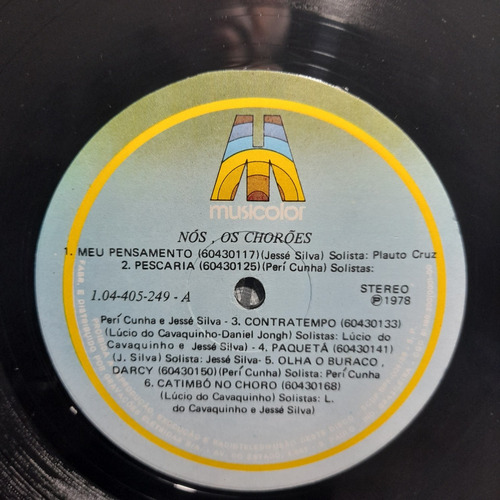 musicolor
NÓS , OS CHORÕES
1. MEU PENSAMENTO (60430117)(Jessé Silva) Solista: Plauto Cruz
2. PESCARIA (60430125)(Perí Cunha) Solistas:
STEREO
1.04-405-249 - A
℗ 1978
Perí Cunha e Jessé Silva - 3. CONTRATEMPO (60430133)
(Lúcio do Cavaquinho-Daniel Jongh) Solistas: Lúcio do
Cavaquinho e Jessé Silva - 4. PAQUETÁ (60430141)
(J. Silva) Solista: Jessé Silva- 5. OLHA O BURACO,
DARCY (60430150)(Perí Cunha) Solista: Perí Cunha
6. CATIMBÓ NO CHORO (60430168)
(Lúcio do Cavaquinho) Solistas: L.
do Cavaquinho e Jessé Silva)